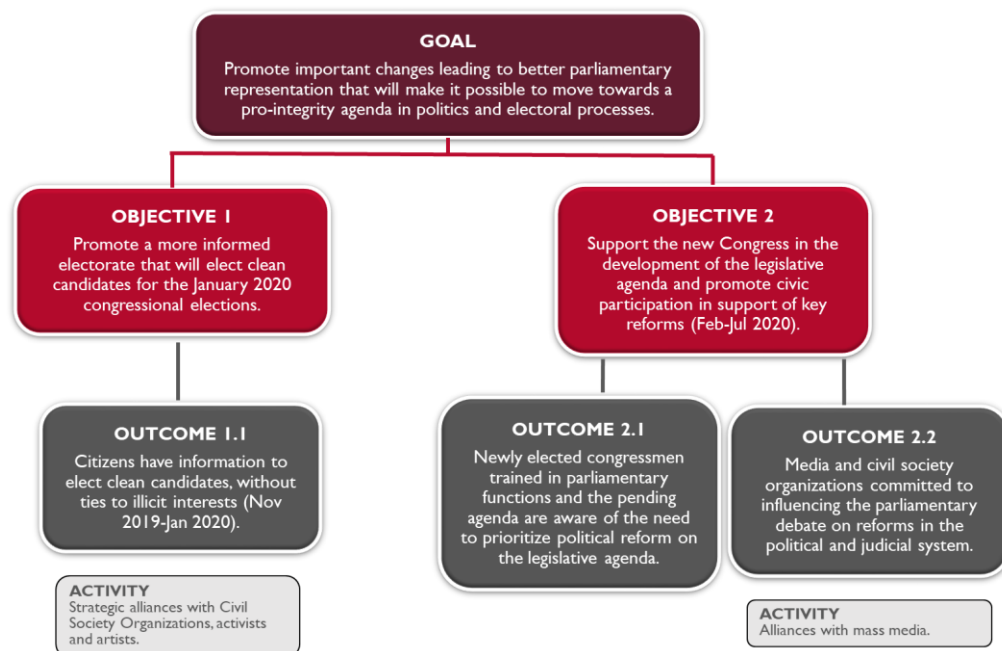 GOAL
Promote important changes leading to better parliamentary
representation that will make it possible to move towards a
pro-integrity agenda in politics and electoral processes.
OBJECTIVE 1
Promote a more informed
electorate that will elect clean
candidates for the January 2020
congressional elections.
OBJECTIVE 2
Support the new Congress in the
development of the legislative
agenda and promote civic
participation in support of key
reforms (Feb-Jul 2020).
OUTCOME 1.1
Citizens have information to
elect clean candidates, without
ties to illicit interests (Nov
2019-Jan 2020).
OUTCOME 2.1
Newly elected congressmen
trained in parliamentary
functions and the pending
agenda are aware of the need
to prioritize political reform on
the legislative agenda.
OUTCOME 2.2
Media and civil society
organizations committed to
influencing the parliamentary
debate on reforms in the
political and judicial system.
ACTIVITY
Strategic alliances with Civil
Society Organizations, activists
and artists.
ACTIVITY
Alliances with mass media.